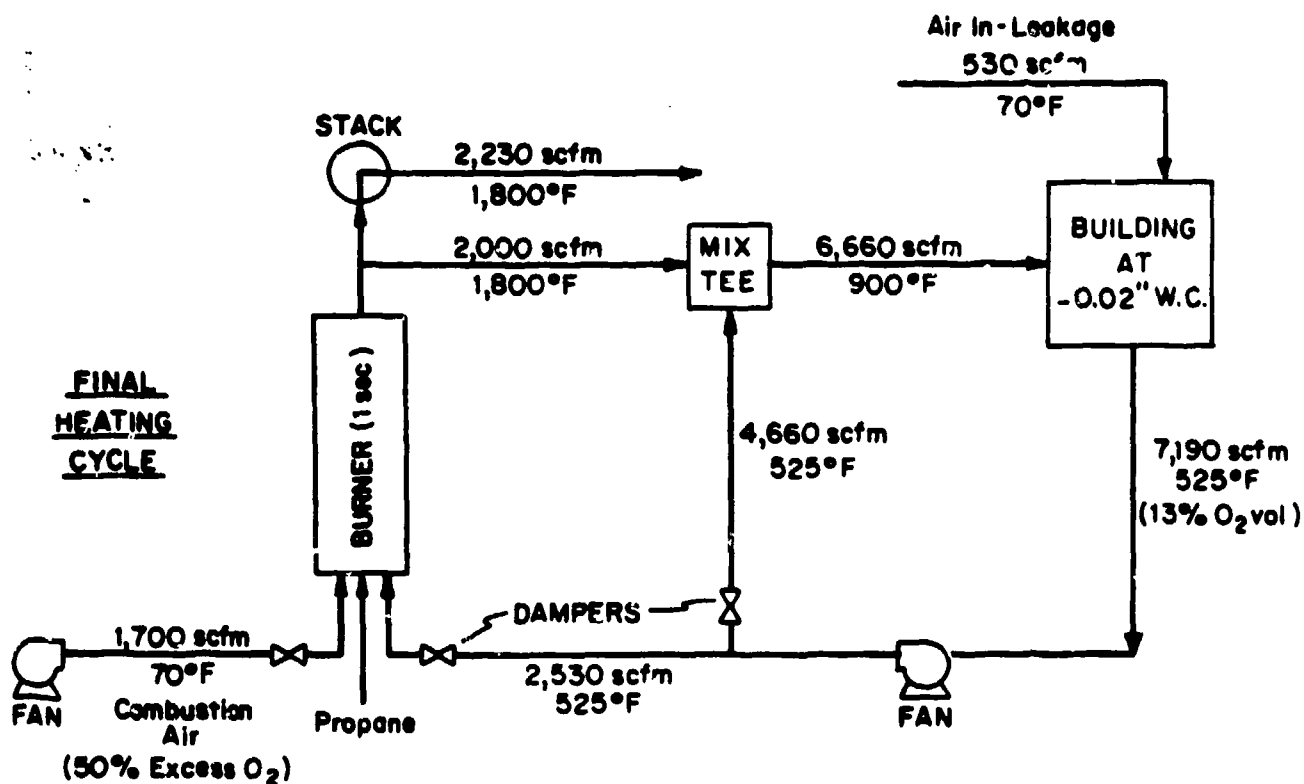 Air In-Leakage
530 scfm
70°F
STACK
2,230 scfm
1,800°F
2,000 scfm
1,800°F
MIX
TEE
6,660 scfm
900°F
BUILDING
AT
-0.02" W.C.
FINAL
HEATING
CYCLE
BURNER (1 sec)
4,660 scfm
525°F
7,190 scfm
525°F
(13% O₂ vol)
DAMPERS
1,700 scfm
70°F
2,530 scfm
525°F
FAN
Combustion
Air
(50% Excess O₂)
Propane
FAN